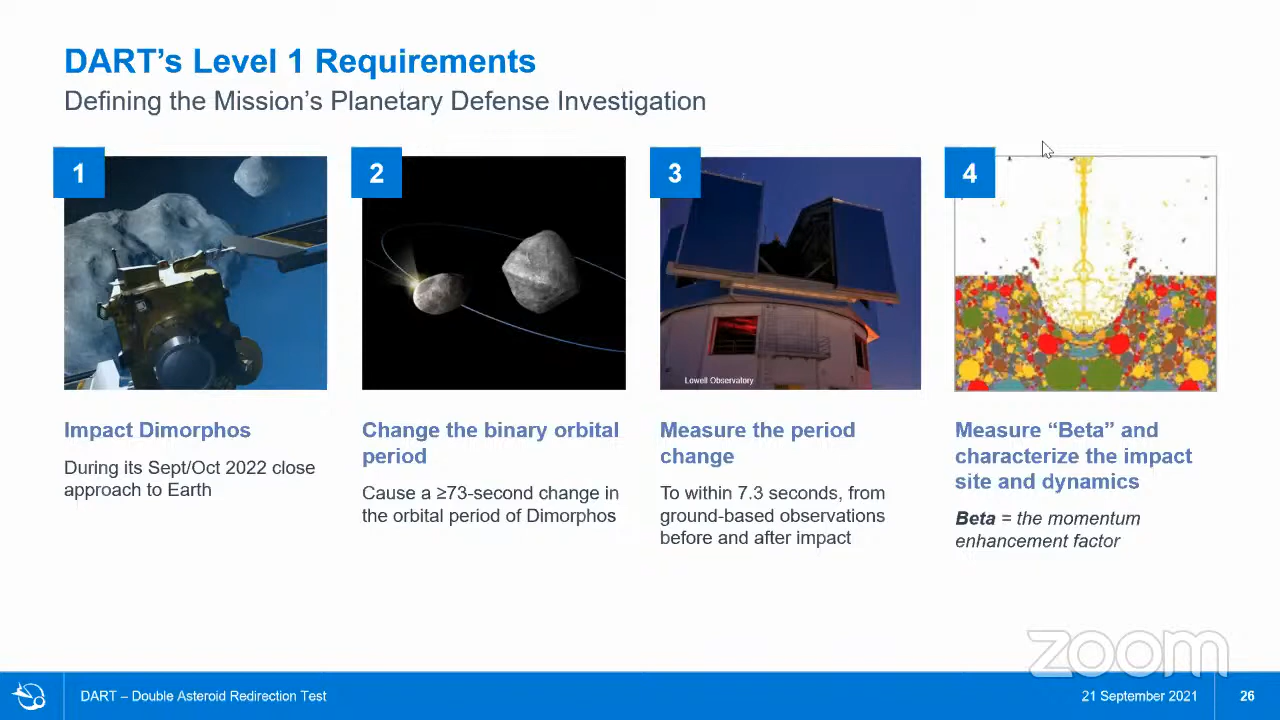 DART’s Level 1 Requirements
Defining the Mission’s Planetary Defense Investigation
1
2
3
4
Lowell Observatory
Impact Dimorphos
During its Sept/Oct 2022 close
approach to Earth
Change the binary orbital
period
Cause a ≥73-second change in
the orbital period of Dimorphos
Measure the period
change
To within 7.3 seconds, from
ground-based observations
before and after impact
Measure “Beta” and
characterize the impact
site and dynamics
Beta = the momentum
enhancement factor
zoom
DART – Double Asteroid Redirection Test
21 September 2021
26